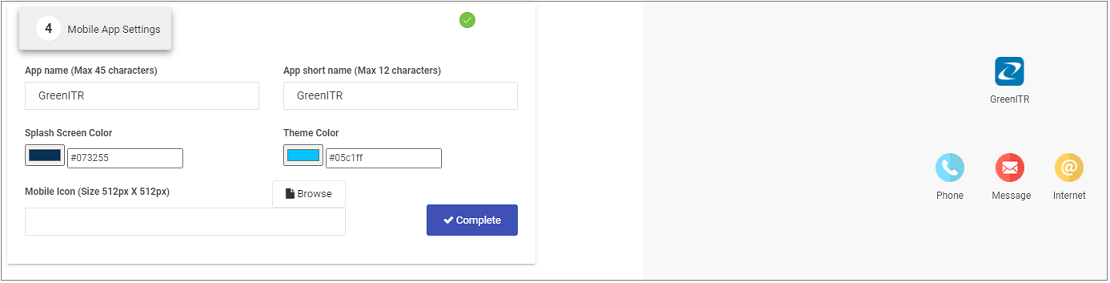 4 Mobile App Settings
App name (Max 45 characters) App short name (Max 12 characters)
GreenITR GreenITR
Splash Screen Color Theme Color
#073255 #05c1ff
Mobile Icon (Size 512px X 512px) Browse
Complete
GreenITR
Phone Message Internet